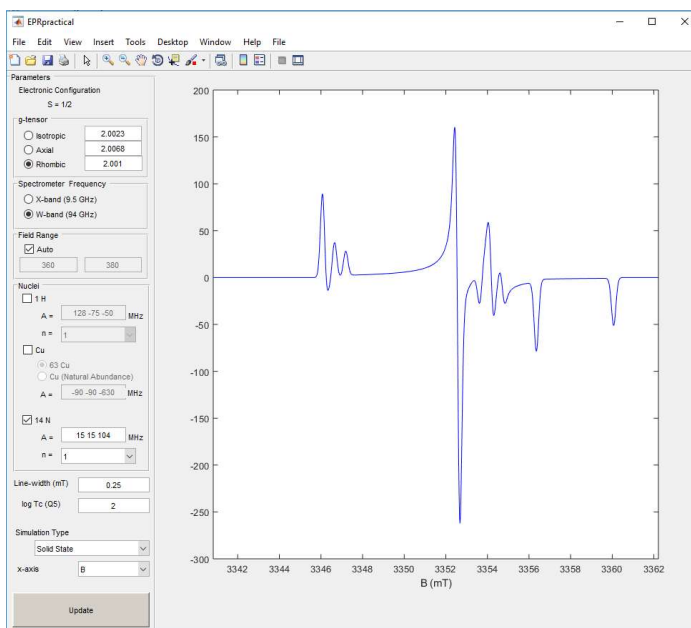 EPRpractical
File Edit View Insert Tools Desktop Window Help File
Parameters
Electronic Configuration
S = 1/2
g-tensor
Isotropic 2.0023
Axial 2.0068
Rhombic 2.001
Spectrometer Frequency
X-band (9.5 GHz)
W-band (94 GHz)
Field Range
Auto
360 380
Nuclei
1 H
A = 128 -75 -50 MHz
n = 1
Cu
63 Cu
Cu (Natural Abundance)
A = -90 -90 -630 MHz
14 N
A = 15 15 104 MHz
n = 1
Line-width (mT) 0.25
log Tc (Q5) 2
Simulation Type
Solid State
x-axis B
Update
200
150
100
50
0
-50
-100
-150
-200
-250
-300
3342 3344 3346 3348 3350 3352 3354 3356 3358 3360 3362
B (mT)